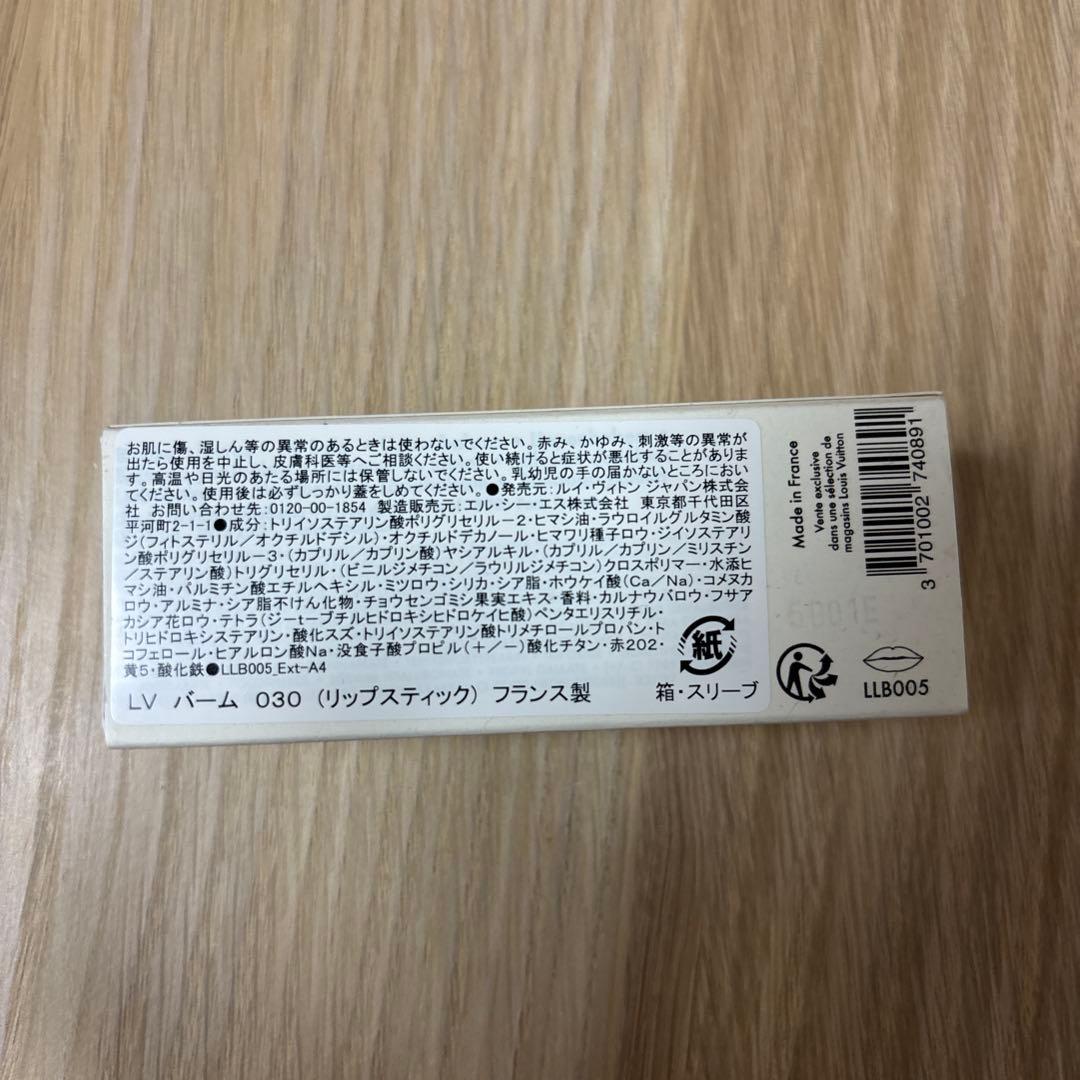 お肌に傷、湿しん等の異常のあるときは使わないでください。赤み、かゆみ、刺激等の異常が
出たら使用を中止し、皮膚科医等へご相談ください。使い続けると症状が悪化することがありま
す。高温や日光のあたる場所には保管しないでください。乳幼児の手の届かないところにおい
てください。使用後は必ずしっかり蓋をしめてください。●発売元:ルイ・ヴィトン ジャパン株式会
社 お問い合わせ先:0120-00-1854 製造販売元:エル・シー・エス株式会社 東京都千代田区
平河町2-1-1●成分:トリイソステアリン酸ポリグリセリル-2・ヒマシ油・ラウロイルグルタミン酸
ジ(フィトステリル/オクチルドデシル)・オクチルドデカノール・ヒマワリ種子ロウ・ジイソステアリ
ン酸ポリグリセリル-3・(カプリル/カプリン酸)ヤシアルキル・(カプリル/カプリン/ミリスチン
/ステアリン酸)トリグリセリル・(ビニルジメチコン/ラウリルジメチコン)クロスポリマー・水添ヒ
マシ油・パルミチン酸エチルヘキシル・ミツロウ・シリカ・シア脂・ホウケイ酸(Ca/Na)・コメヌカ
ロウ・アルミナ・シア脂不けん化物・チョウセンゴミシ果実エキス・香料・カルナウバロウ・フサア
カシア花ロウ・テトラ(ジ-t-ブチルヒドロキシヒドロケイヒ酸)ペンタエリスリチル・
トリヒドロキシステアリン・酸化スズ・トリイソステアリン酸トリメチロールプロパン・ト
コフェロール・ヒアルロン酸Na・没食子酸プロピル(+/-)酸化チタン・赤202・
黄5・酸化鉄●LLB005_Ext-A4
LV バーム 030 (リップスティック) フランス製
紙
箱・スリーブ
Made in France
Vente exclusive
dans une sélection de
magasins Louis Vuitton
3 701002 740891
LLB005